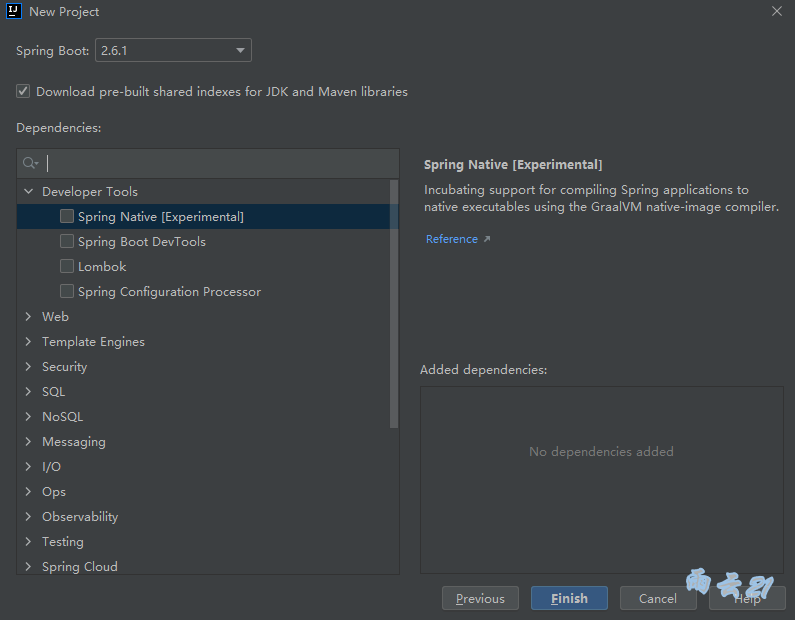 IJ New Project
Spring Boot: 2.6.1
Download pre-built shared indexes for JDK and Maven libraries
Dependencies:
Developer Tools
Spring Native [Experimental]
Spring Boot DevTools
Lombok
Spring Configuration Processor
Web
Template Engines
Security
SQL
NoSQL
Messaging
I/O
Ops
Observability
Testing
Spring Cloud
Spring Native [Experimental]
Incubating support for compiling Spring applications to
native executables using the GraalVM native-image compiler.
Reference
Added dependencies:
No dependencies added
Previous
Finish
Cancel
Help
雨云21